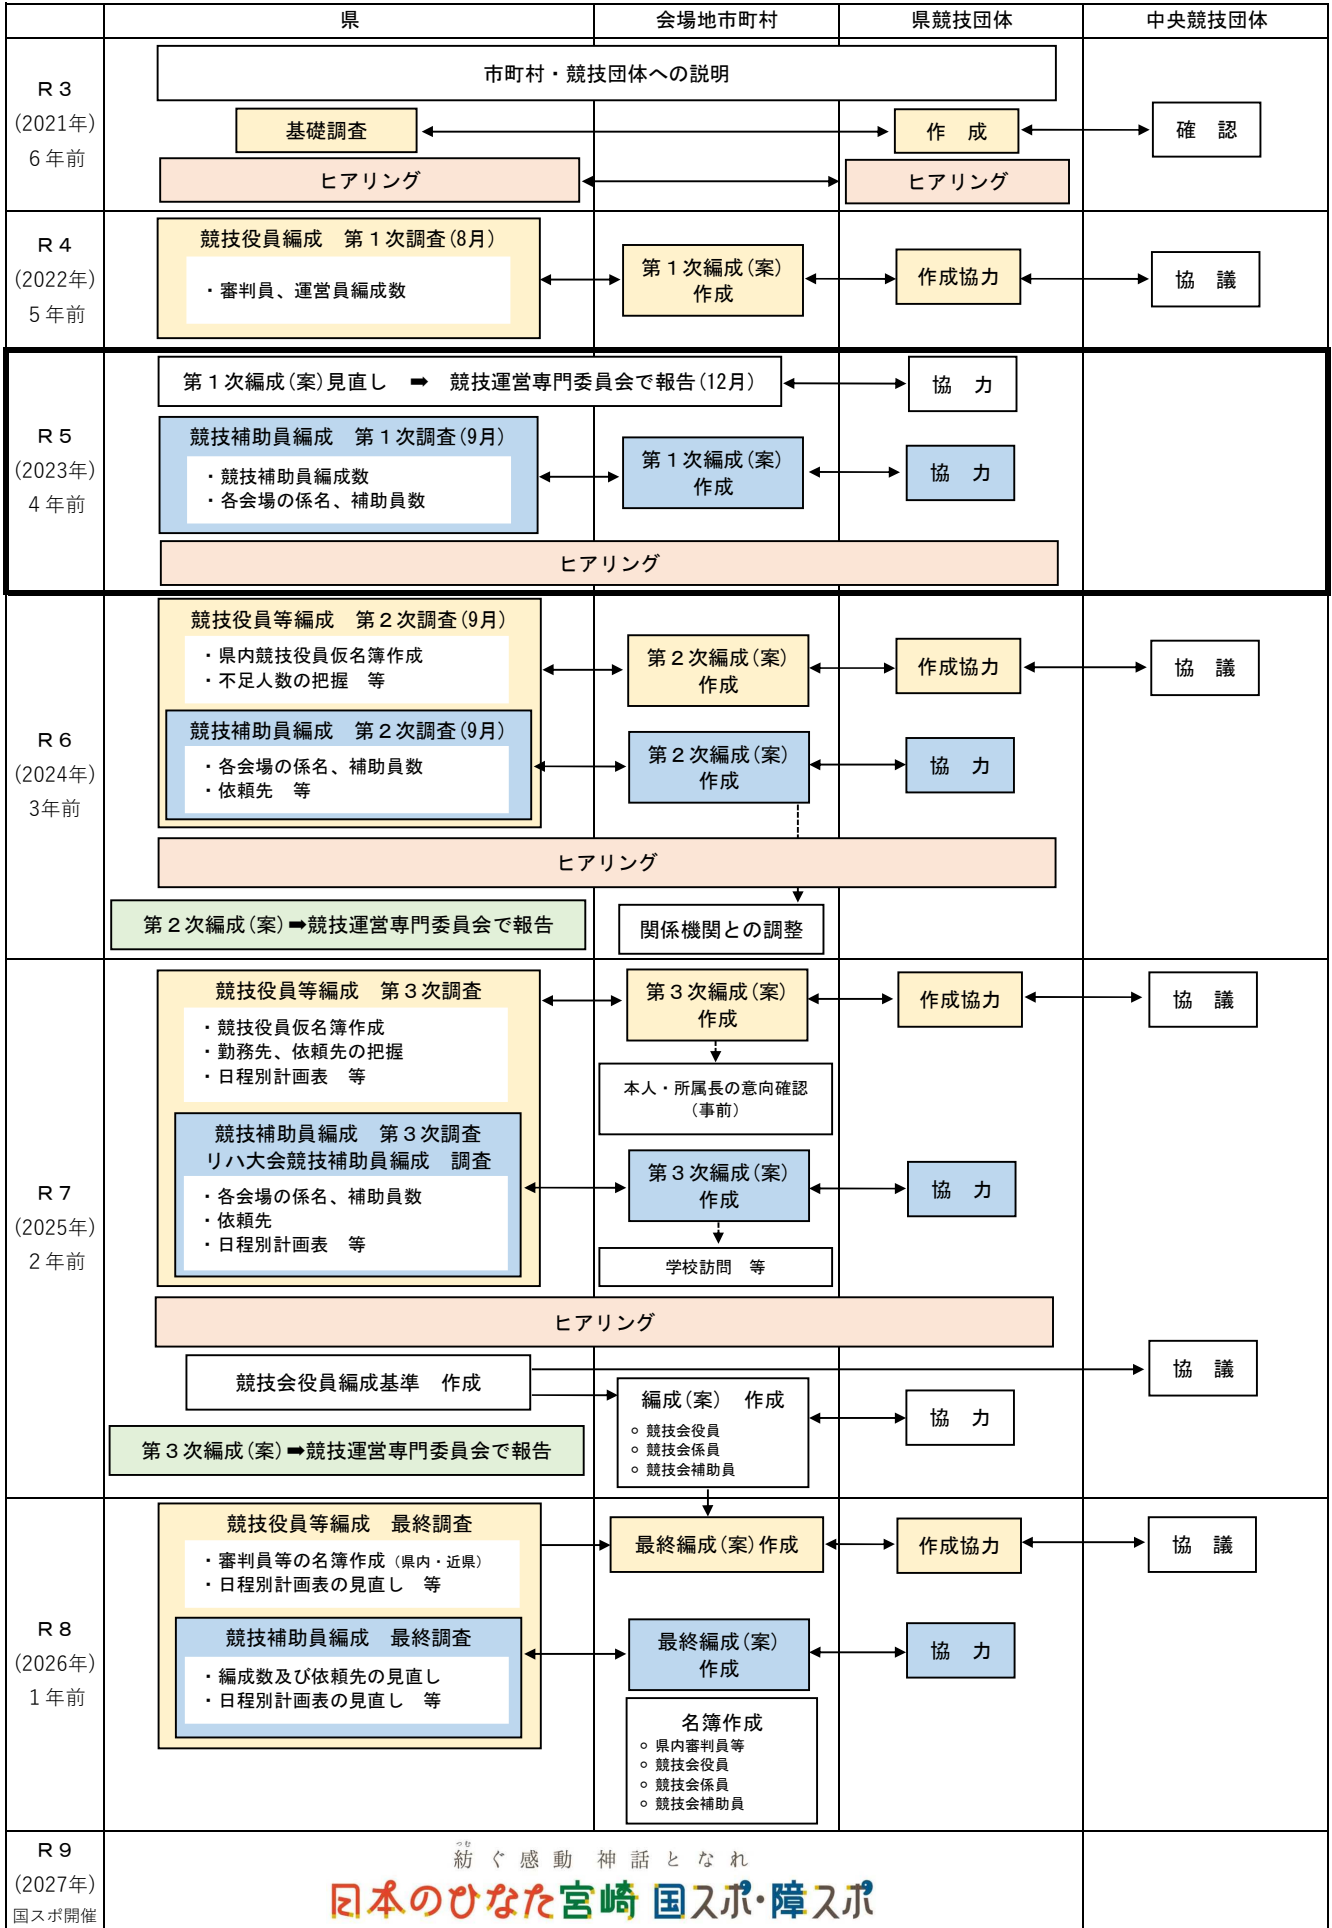 県　会場地市町村　県競技団体　中央競技団体
Ｒ３
(2021年)
６年前
市町村・競技団体への説明
基礎調査　作　成　確　認
ヒアリング　ヒアリング
Ｒ４
(2022年)
５年前
競技役員編成　第１次調査(8月)
・審判員、運営員編成数
第１次編成(案)
作成
作成協力
協　議
Ｒ５
(2023年)
４年前
第１次編成(案)見直し　➡　競技運営専門委員会で報告(12月)
協　力
競技補助員編成　第１次調査(9月)
・競技補助員編成数
・各会場の係名、補助員数
第１次編成(案)
作成
協　力
ヒアリング
Ｒ６
(2024年)
3年前
競技役員等編成　第２次調査(9月)
・県内競技役員仮名簿作成
・不足人数の把握　等
第２次編成(案)
作成
作成協力
協　議
競技補助員編成　第２次調査(9月)
・各会場の係名、補助員数
・依頼先　等
第２次編成(案)
作成
協　力
ヒアリング
第２次編成(案)➡競技運営専門委員会で報告
関係機関との調整
Ｒ７
(2025年)
２年前
競技役員等編成　第３次調査
・競技役員仮名簿作成
・勤務先、依頼先の把握
・日程別計画表　等
第３次編成(案)
作成
作成協力
協　議
本人・所属長の意向確認
（事前）
競技補助員編成　第３次調査
リハ大会競技補助員編成　調査
・各会場の係名、補助員数
・依頼先
・日程別計画表　等
第３次編成(案)
作成
協　力
学校訪問　等
ヒアリング
競技会役員編成基準　作成
協　議
編成(案)　作成
○ 競技会役員
○ 競技会係員
○ 競技会補助員
協　力
第３次編成(案)➡競技運営専門委員会で報告
Ｒ８
(2026年)
１年前
競技役員等編成　最終調査
・審判員等の名簿作成（県内・近県）
・日程別計画表の見直し　等
最終編成(案)作成
作成協力
協　議
競技補助員編成　最終調査
・編成数及び依頼先の見直し
・日程別計画表の見直し　等
最終編成(案)
作成
協　力
名簿作成
○ 県内審判員等
○ 競技会役員
○ 競技会係員
○ 競技会補助員
Ｒ９
(2027年)
国スポ開催
つむ
紡ぐ感動　神話となれ
日本のひなた宮崎 国スポ・障スポ